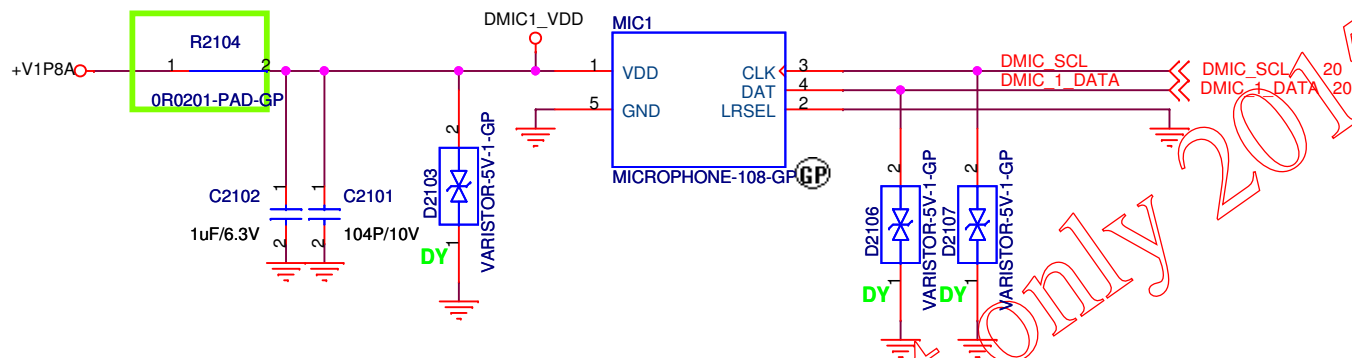 DMIC1_VDD
MIC1
R2104
+V1P8A
1
2
0R0201-PAD-GP
1
VDD
5
GND
CLK
3
DAT
4
LRSEL
2
DMIC_SCL
DMIC_1_DATA
DMIC_SCL 20
DMIC_1_DATA 20
MICROPHONE-108-GP
GP
C2102
1
2
1uF/6.3V
C2101
1
2
104P/10V
2
D2103
1
VARISTOR-5V-1-GP
DY
2
D2106
1
VARISTOR-5V-1-GP
DY
2
D2107
1
VARISTOR-5V-1-GP
DY
only 201